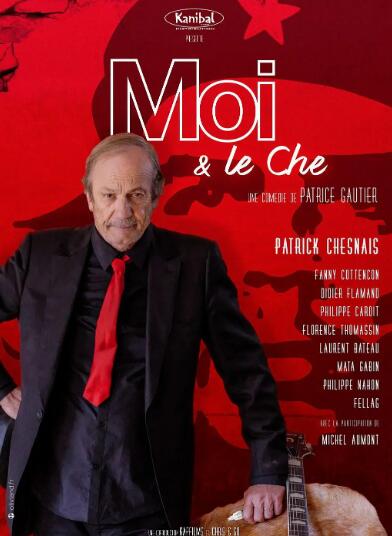 Kanibal
PRÉSENTE
Moi
& le Che
UNE COMÉDIE DE PATRICE GAUTIER
PATRICK CHESNAIS
FANNY COTTENÇON
DIDIER FLAMAND
PHILIPPE CAROIT
FLORENCE THOMASSIN
LAURENT BATEAU
MATA GABIN
PHILIPPE NAHON
FELLAG
AVEC LA PARTICIPATION DE
MICHEL AUMONT